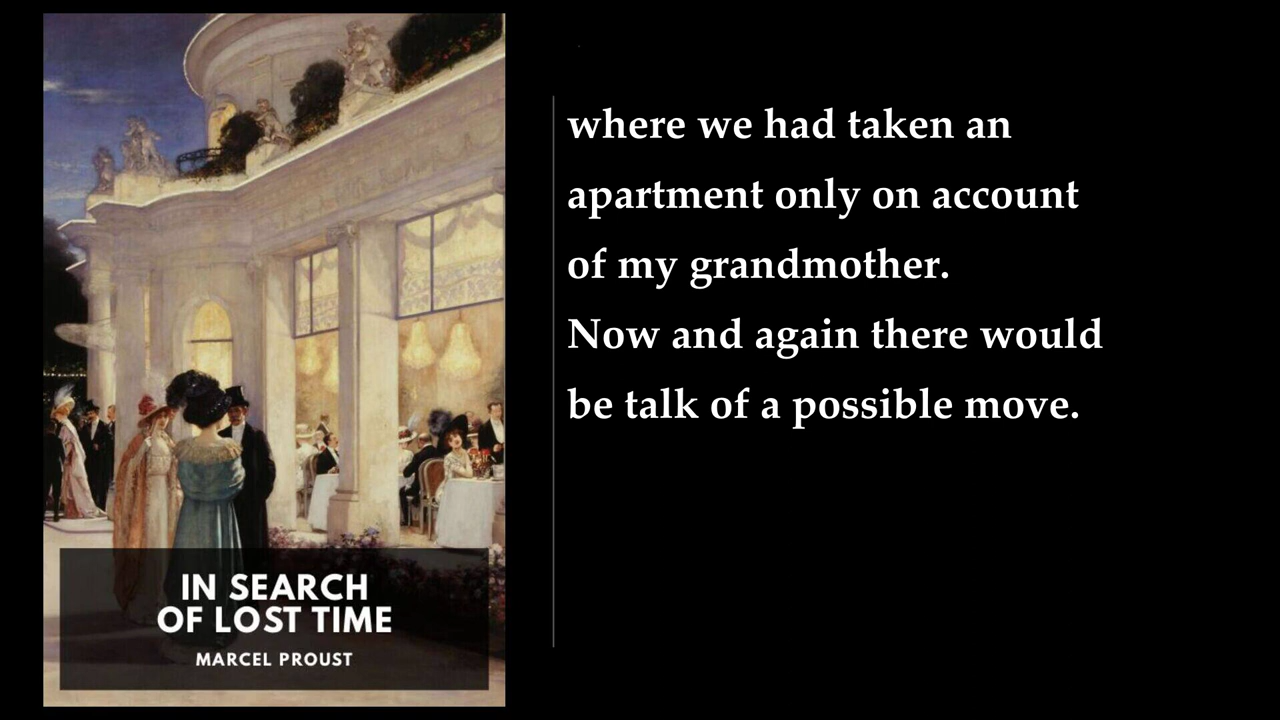 where we had taken an
apartment only on account
of my grandmother.
Now and again there would
be talk of a possible move.
IN SEARCH
OF LOST TIME
MARCEL PROUST